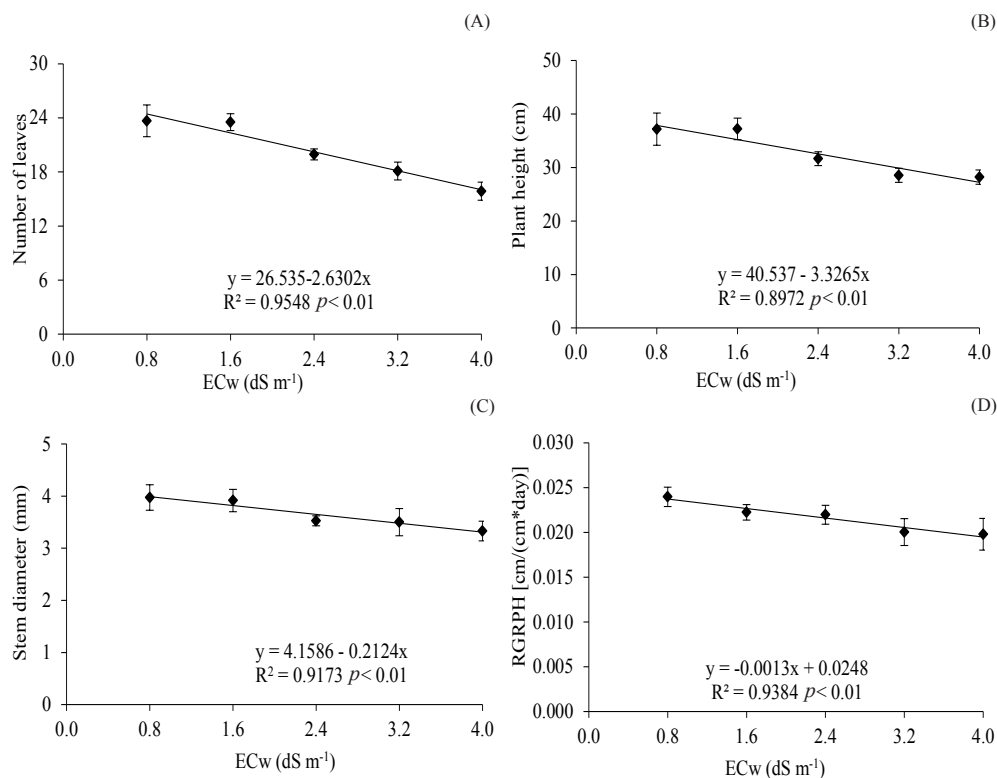 (A)
30
24
18
12
6
0
Number of leaves
y = 26.535-2.6302x
R² = 0.9548 p< 0.01
0.0 0.8 1.6 2.4 3.2 4.0
ECw (dS m⁻¹)
(B)
50
40
30
20
10
0
Plant height (cm)
y = 40.537 - 3.3265x
R² = 0.8972 p< 0.01
0.0 0.8 1.6 2.4 3.2 4.0
ECw (dS m⁻¹)
(C)
5
4
3
2
1
0
Stem diameter (mm)
y = 4.1586 - 0.2124x
R² = 0.9173 p< 0.01
0.0 0.8 1.6 2.4 3.2 4.0
ECw (dS m⁻¹)
(D)
0.030
0.025
0.020
0.015
0.010
0.005
0.000
RGRPH [cm/(cm*day)]
y = -0.0013x + 0.0248
R² = 0.9384 p< 0.01
0.0 0.8 1.6 2.4 3.2 4.0
ECw (dS m⁻¹)